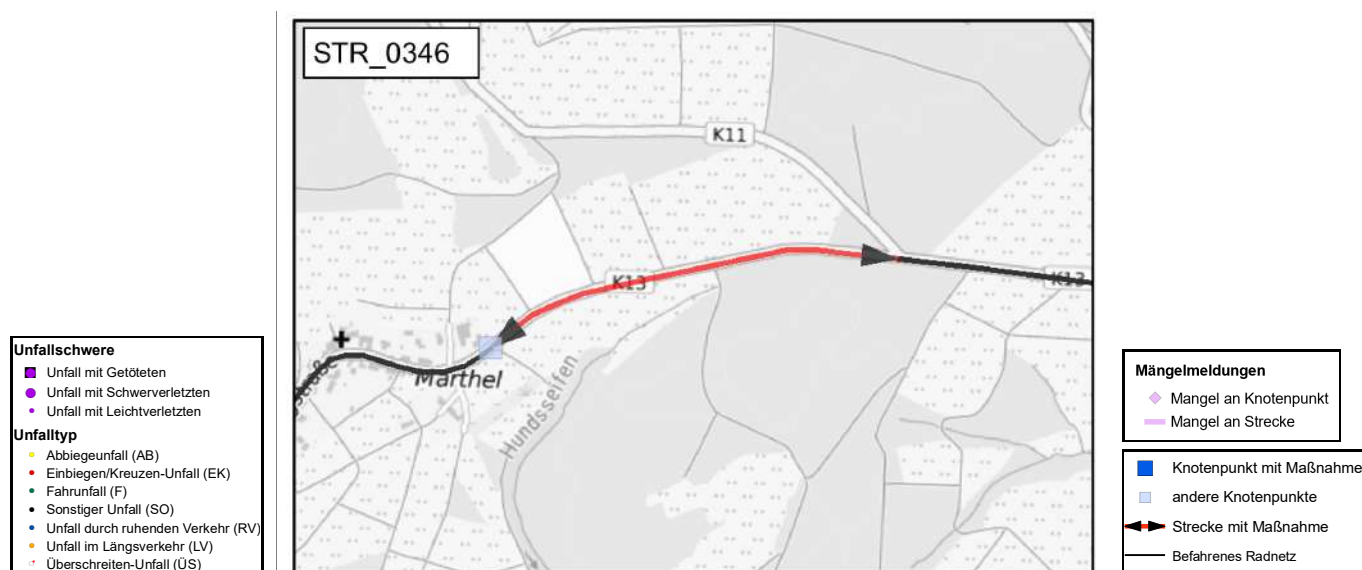 STR_0346
K11
K13
K13
Marthel
Hundsseifen
Unfallschwere
Unfall mit Getöteten
Unfall mit Schwerverletzten
Unfall mit Leichtverletzten
Unfalltyp
Abbiegeunfall (AB)
Einbiegen/Kreuzen-Unfall (EK)
Fahrunfall (F)
Sonstiger Unfall (SO)
Unfall durch ruhenden Verkehr (RV)
Unfall im Längsverkehr (LV)
Überschreiten-Unfall (ÜS)
Mängelmeldungen
Mangel an Knotenpunkt
Mangel an Strecke
Knotenpunkt mit Maßnahme
andere Knotenpunkte
Strecke mit Maßnahme
Befahrenes Radnetz